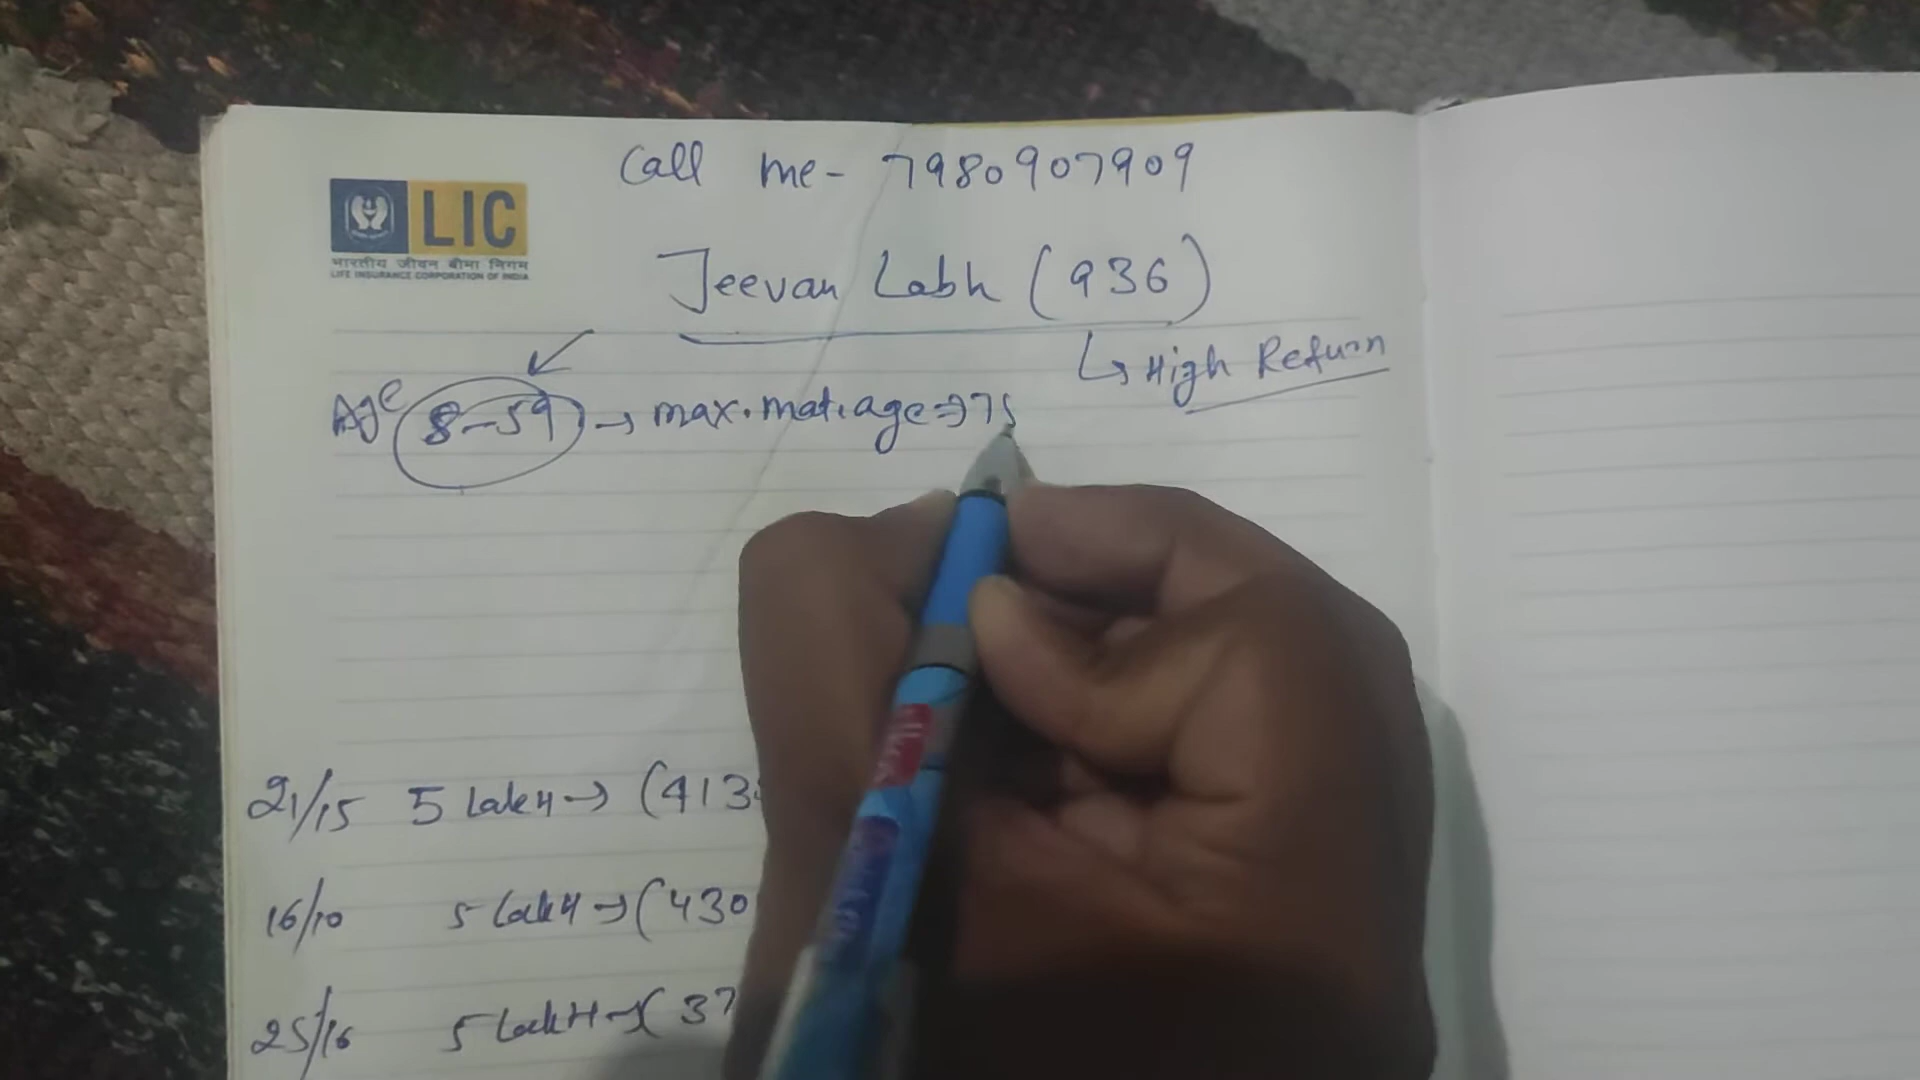 Call me- 7980907909
LIC
भारतीय जीवन बीमा निगम
LIFE INSURANCE CORPORATION OF INDIA
Jeevan Labh (936)
↳ High Return
Age 8-59 → max. mat. age ⇒ 75
21/15 5 Lakh → (413
16/10 5 Lakh → (430
25/16 5 Lakh → (37